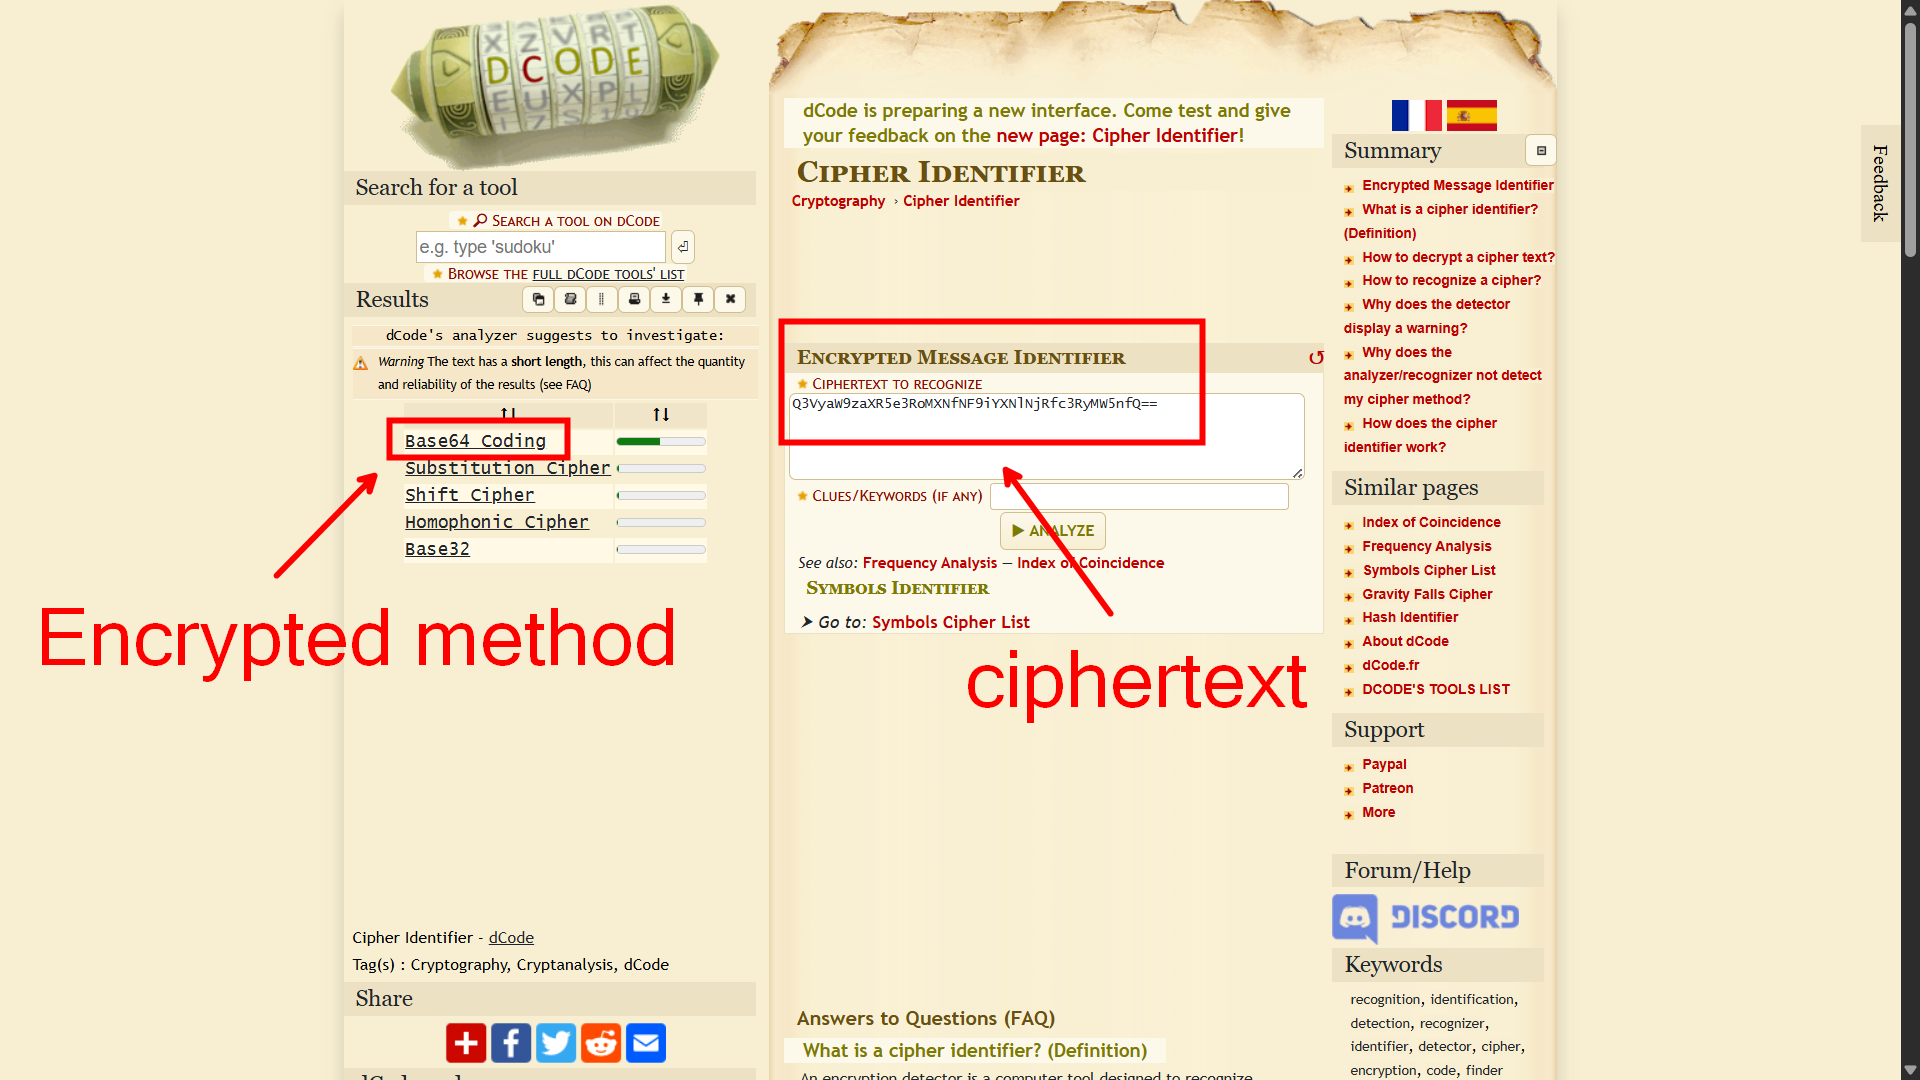 X Z V R T
D C O D E
E U X P L
dCode is preparing a new interface. Come test and give
your feedback on the new page: Cipher Identifier!
Cipher Identifier
Cryptography › Cipher Identifier
Search for a tool
Search a tool on dCode
e.g. type 'sudoku'
Browse the full dCode tools' list
Results
dCode's analyzer suggests to investigate:
Warning The text has a short length, this can affect the quantity
and reliability of the results (see FAQ)
↑↓ ↑↓
Base64 Coding
Substitution Cipher
Shift Cipher
Homophonic Cipher
Base32
Encrypted method
Encrypted Message Identifier
Ciphertext to recognize
Q3VyaW9zaXR5e3RoMXNfNF9iYXNlNjRfc3RyMW5nfQ==
Clues/Keywords (if any)
► ANALYZE
See also: Frequency Analysis — Index of Coincidence
Symbols Identifier
➤ Go to: Symbols Cipher List
ciphertext
Cipher Identifier - dCode
Tag(s) : Cryptography, Cryptanalysis, dCode
Share
Answers to Questions (FAQ)
What is a cipher identifier? (Definition)
An encryption detector is a computer tool designed to recognize
Summary
Encrypted Message Identifier
What is a cipher identifier?
(Definition)
How to decrypt a cipher text?
How to recognize a cipher?
Why does the detector
display a warning?
Why does the
analyzer/recognizer not detect
my cipher method?
How does the cipher
identifier work?
Similar pages
Index of Coincidence
Frequency Analysis
Symbols Cipher List
Gravity Falls Cipher
Hash Identifier
About dCode
dCode.fr
DCODE'S TOOLS LIST
Support
Paypal
Patreon
More
Forum/Help
DISCORD
Keywords
recognition, identification,
detection, recognizer,
identifier, detector, cipher,
encryption, code, finder
Feedback